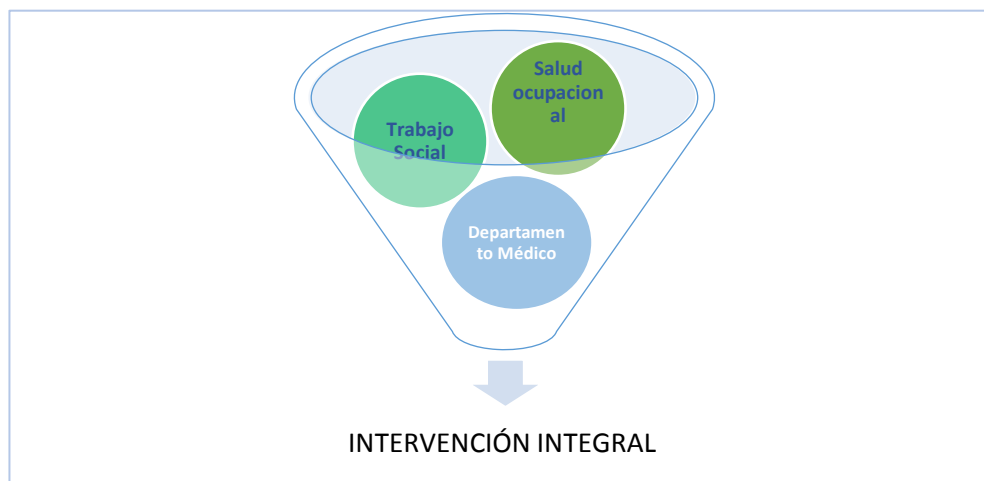 Salud
ocupacion
al
Trabajo
Social
Departamen
to Médico
INTERVENCIÓN INTEGRAL